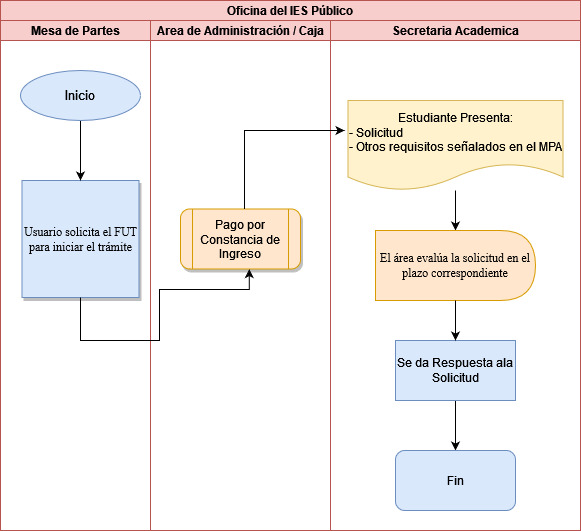 Oficina del IES Público
Mesa de Partes
Area de Administración / Caja
Secretaria Academica
Inicio
Usuario solicita el FUT
para iniciar el trámite
Pago por
Constancia de
Ingreso
Estudiante Presenta:
- Solicitud
- Otros requisitos señalados en el MPA
El área evalúa la solicitud en el
plazo correspondiente
Se da Respuesta ala
Solicitud
Fin